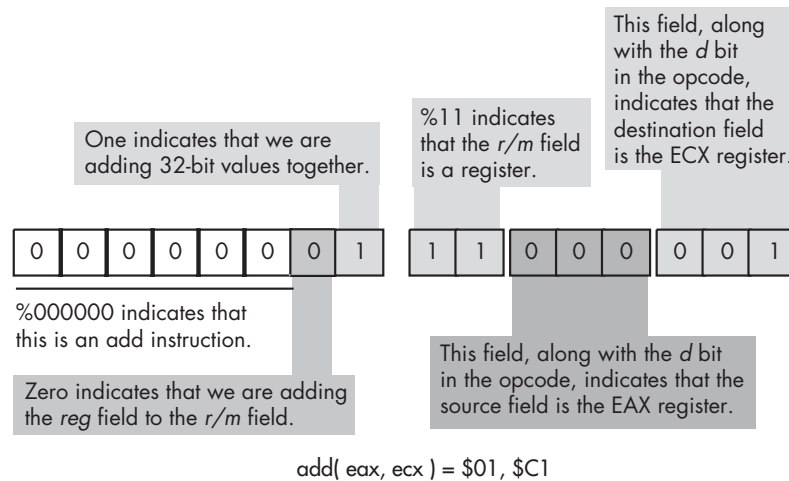 This field, along
with the d bit
in the opcode,
indicates that the
destination field
is the ECX register.
One indicates that we are
adding 32-bit values together.
%11 indicates
that the r/m field
is a register.
0 0 0 0 0 0 0 1 1 1 0 0 0 0 0 1
%000000 indicates that
this is an add instruction.
Zero indicates that we are adding
the reg field to the r/m field.
This field, along with the d bit
in the opcode, indicates that the
source field is the EAX register.
add( eax, ecx ) = $01, $C1